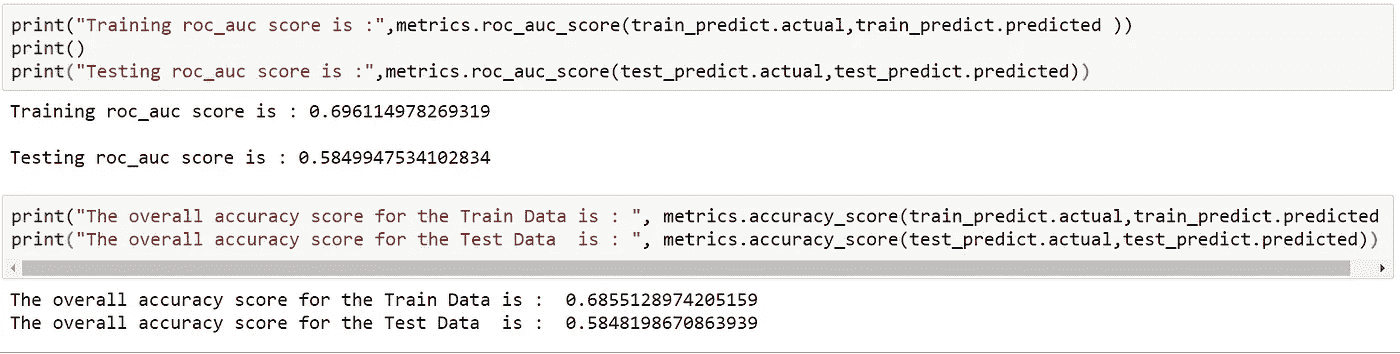 print("Training roc_auc score is :",metrics.roc_auc_score(train_predict.actual,train_predict.predicted ))
print()
print("Testing roc_auc score is :",metrics.roc_auc_score(test_predict.actual,test_predict.predicted))
Training roc_auc score is : 0.696114978269319
Testing roc_auc score is : 0.5849947534102834
print("The overall accuracy score for the Train Data is : ", metrics.accuracy_score(train_predict.actual,train_predict.predicted
print("The overall accuracy score for the Test Data  is : ", metrics.accuracy_score(test_predict.actual,test_predict.predicted))
The overall accuracy score for the Train Data is :  0.6855128974205159
The overall accuracy score for the Test Data  is :  0.5848198670863939